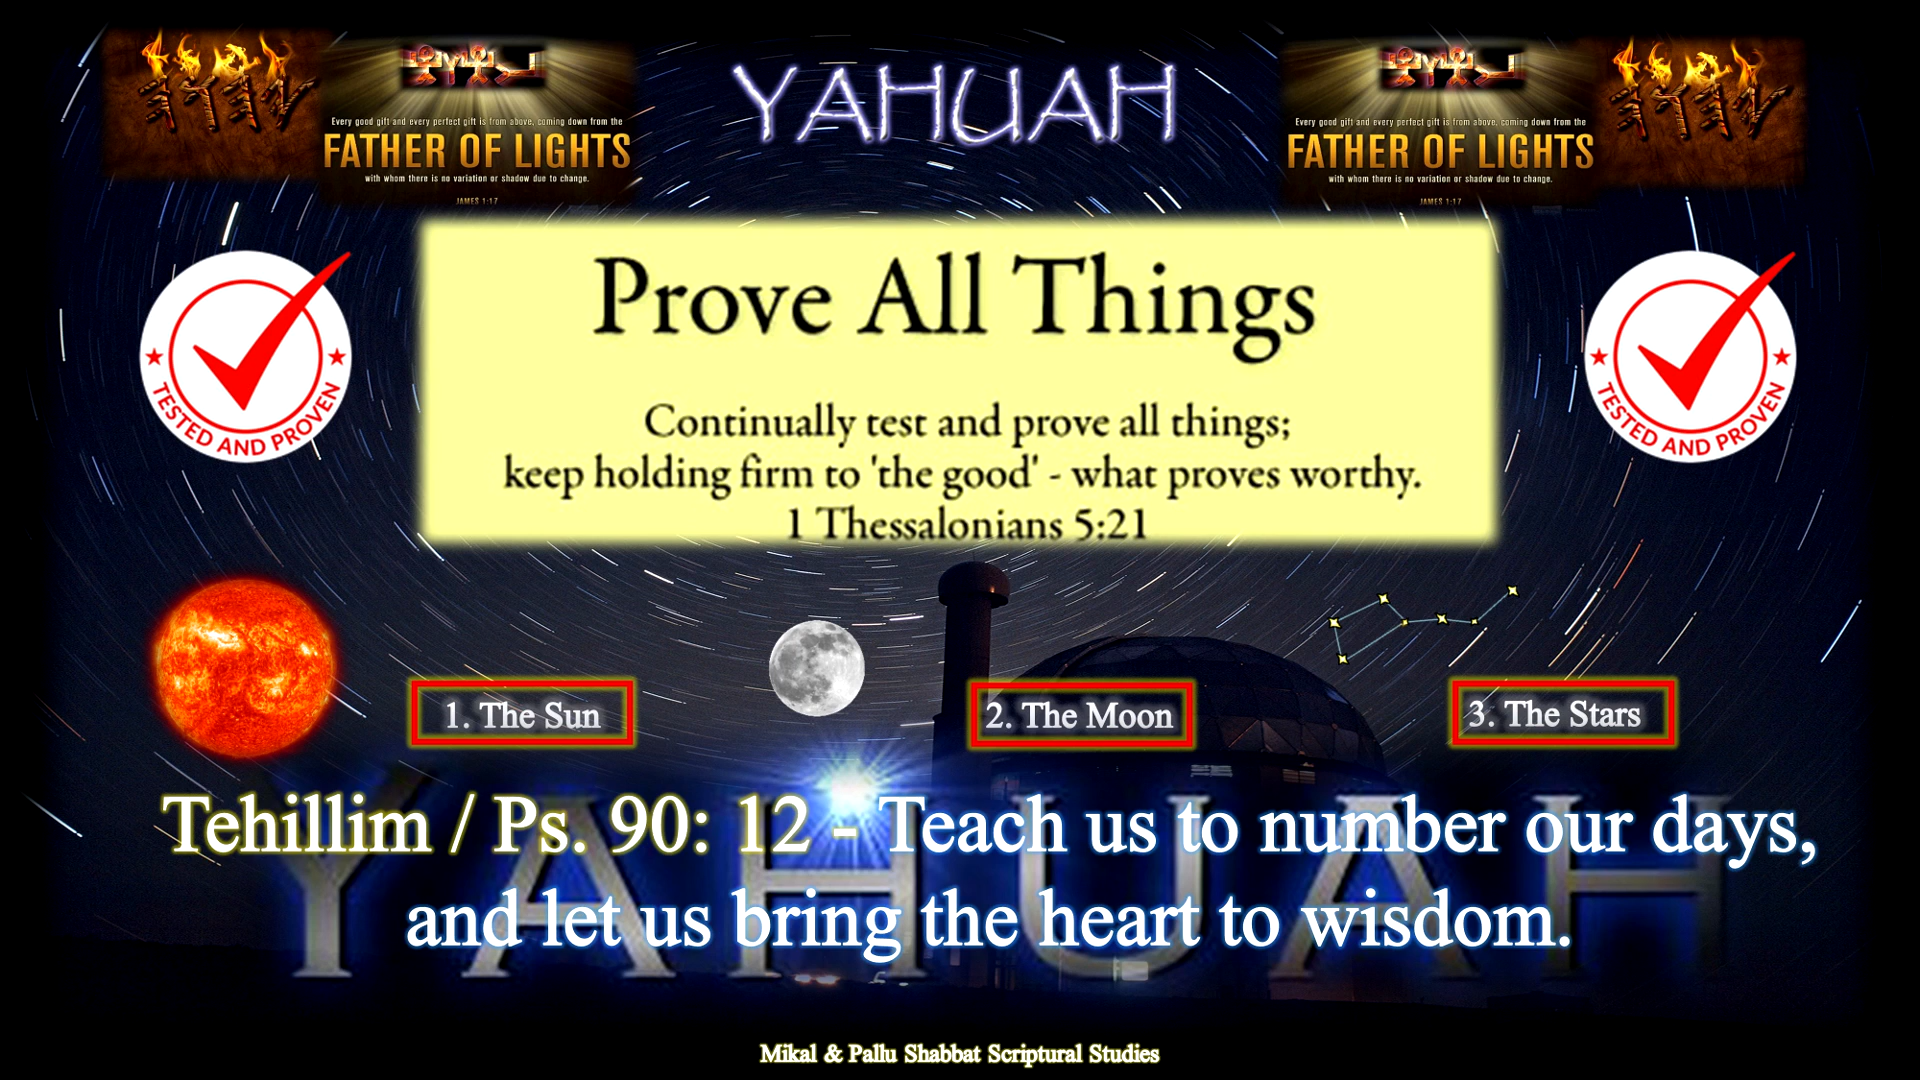 𐤉𐤄𐤅𐤄
Every good gift and every perfect gift is from above, coming down from the
FATHER OF LIGHTS
with whom there is no variation or shadow due to change.
JAMES 1:17
YAHUAH
Every good gift and every perfect gift is from above, coming down from the
FATHER OF LIGHTS
with whom there is no variation or shadow due to change.
JAMES 1:17
𐤉𐤄𐤅𐤄
Prove All Things
Continually test and prove all things;
keep holding firm to 'the good' - what proves worthy.
1 Thessalonians 5:21
TESTED AND PROVEN
TESTED AND PROVEN
1. The Sun
2. The Moon
3. The Stars
Tehillim / Ps. 90: 12 - Teach us to number our days,
and let us bring the heart to wisdom.
YAHUAH
Mikal & Pallu Shabbat Scriptural Studies